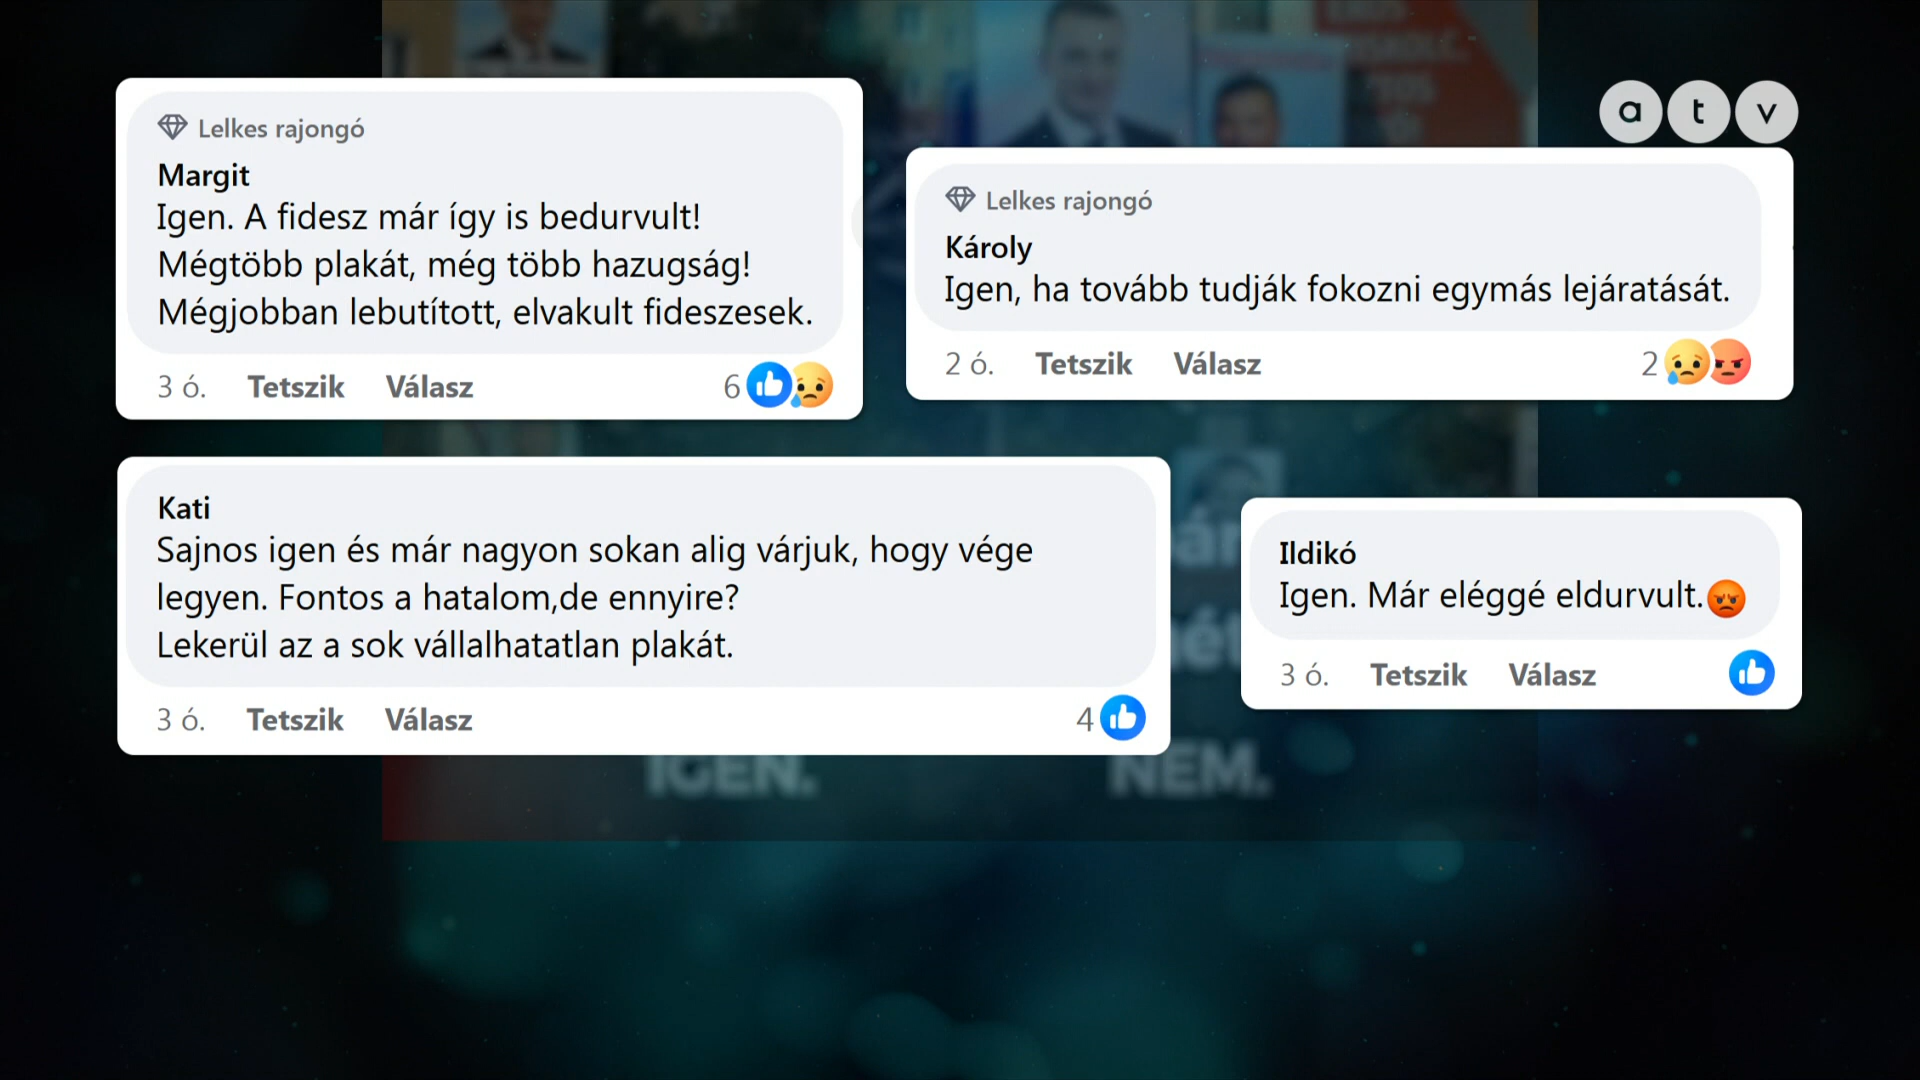 a t v
Lelkes rajongó
Margit
Igen. A fidesz már így is bedurvult!
Mégtöbb plakát, még több hazugság!
Mégjobban lebutított, elvakult fideszesek.
3 ó. Tetszik Válasz 6
Lelkes rajongó
Károly
Igen, ha tovább tudják fokozni egymás lejáratását.
2 ó. Tetszik Válasz 2
Kati
Sajnos igen és már nagyon sokan alig várjuk, hogy vége
legyen. Fontos a hatalom,de ennyire?
Lekerül az a sok vállalhatatlan plakát.
3 ó. Tetszik Válasz 4
Ildikó
Igen. Már eléggé eldurvult.
3 ó. Tetszik Válasz
IGEN.
NEM.